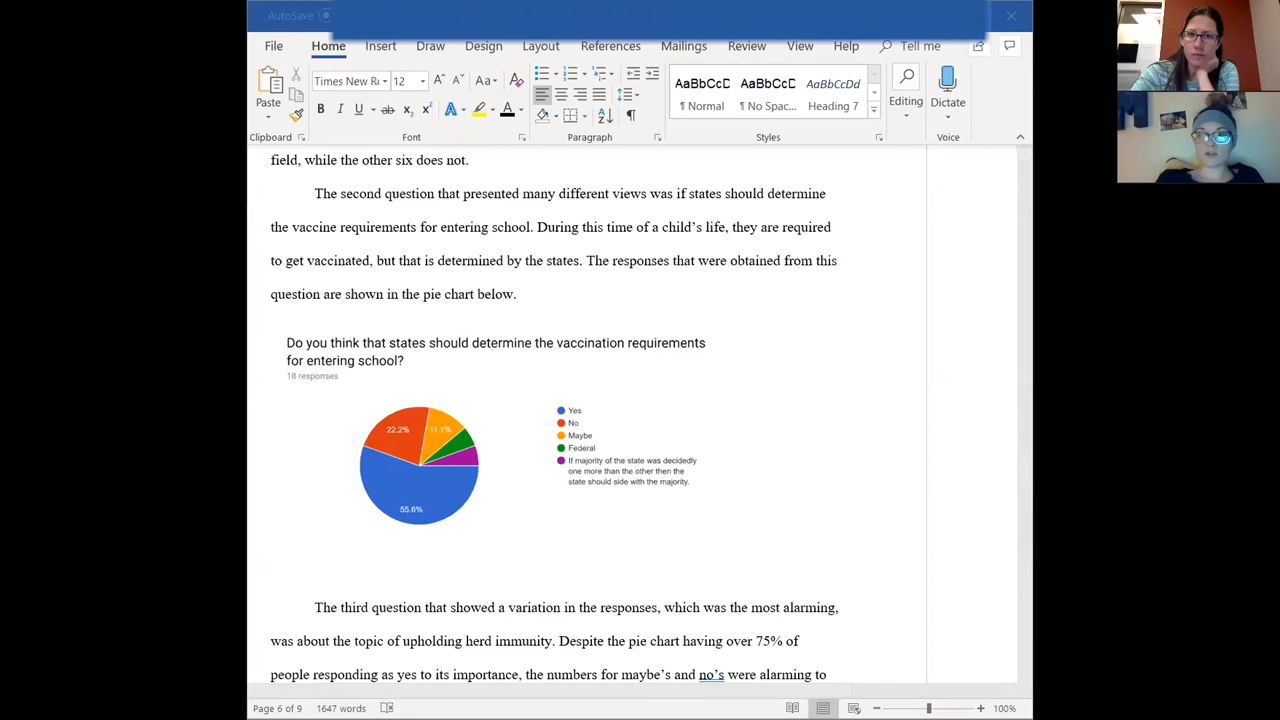 AutoSave
File Home Insert Draw Design Layout References Mailings Review View Help Tell me
Times New R 12 A A Aa A
Paste B I U ab x2 x2 A A
AaBbCcDc AaBbCcDc AaBbCcDd
¶ Normal ¶ No Spac... Heading 7
Editing Dictate
Clipboard Font Paragraph Styles Voice
field, while the other six does not.
The second question that presented many different views was if states should determine
the vaccine requirements for entering school. During this time of a child’s life, they are required
to get vaccinated, but that is determined by the states. The responses that were obtained from this
question are shown in the pie chart below.
Do you think that states should determine the vaccination requirements
for entering school?
18 responses
22.2%
11.1%
55.6%
Yes
No
Maybe
Federal
If majority of the state was decidedly
one more than the other then the
state should side with the majority.
The third question that showed a variation in the responses, which was the most alarming,
was about the topic of upholding herd immunity. Despite the pie chart having over 75% of
people responding as yes to its importance, the numbers for maybe’s and no’s were alarming to
Page 6 of 9 1647 words 100%